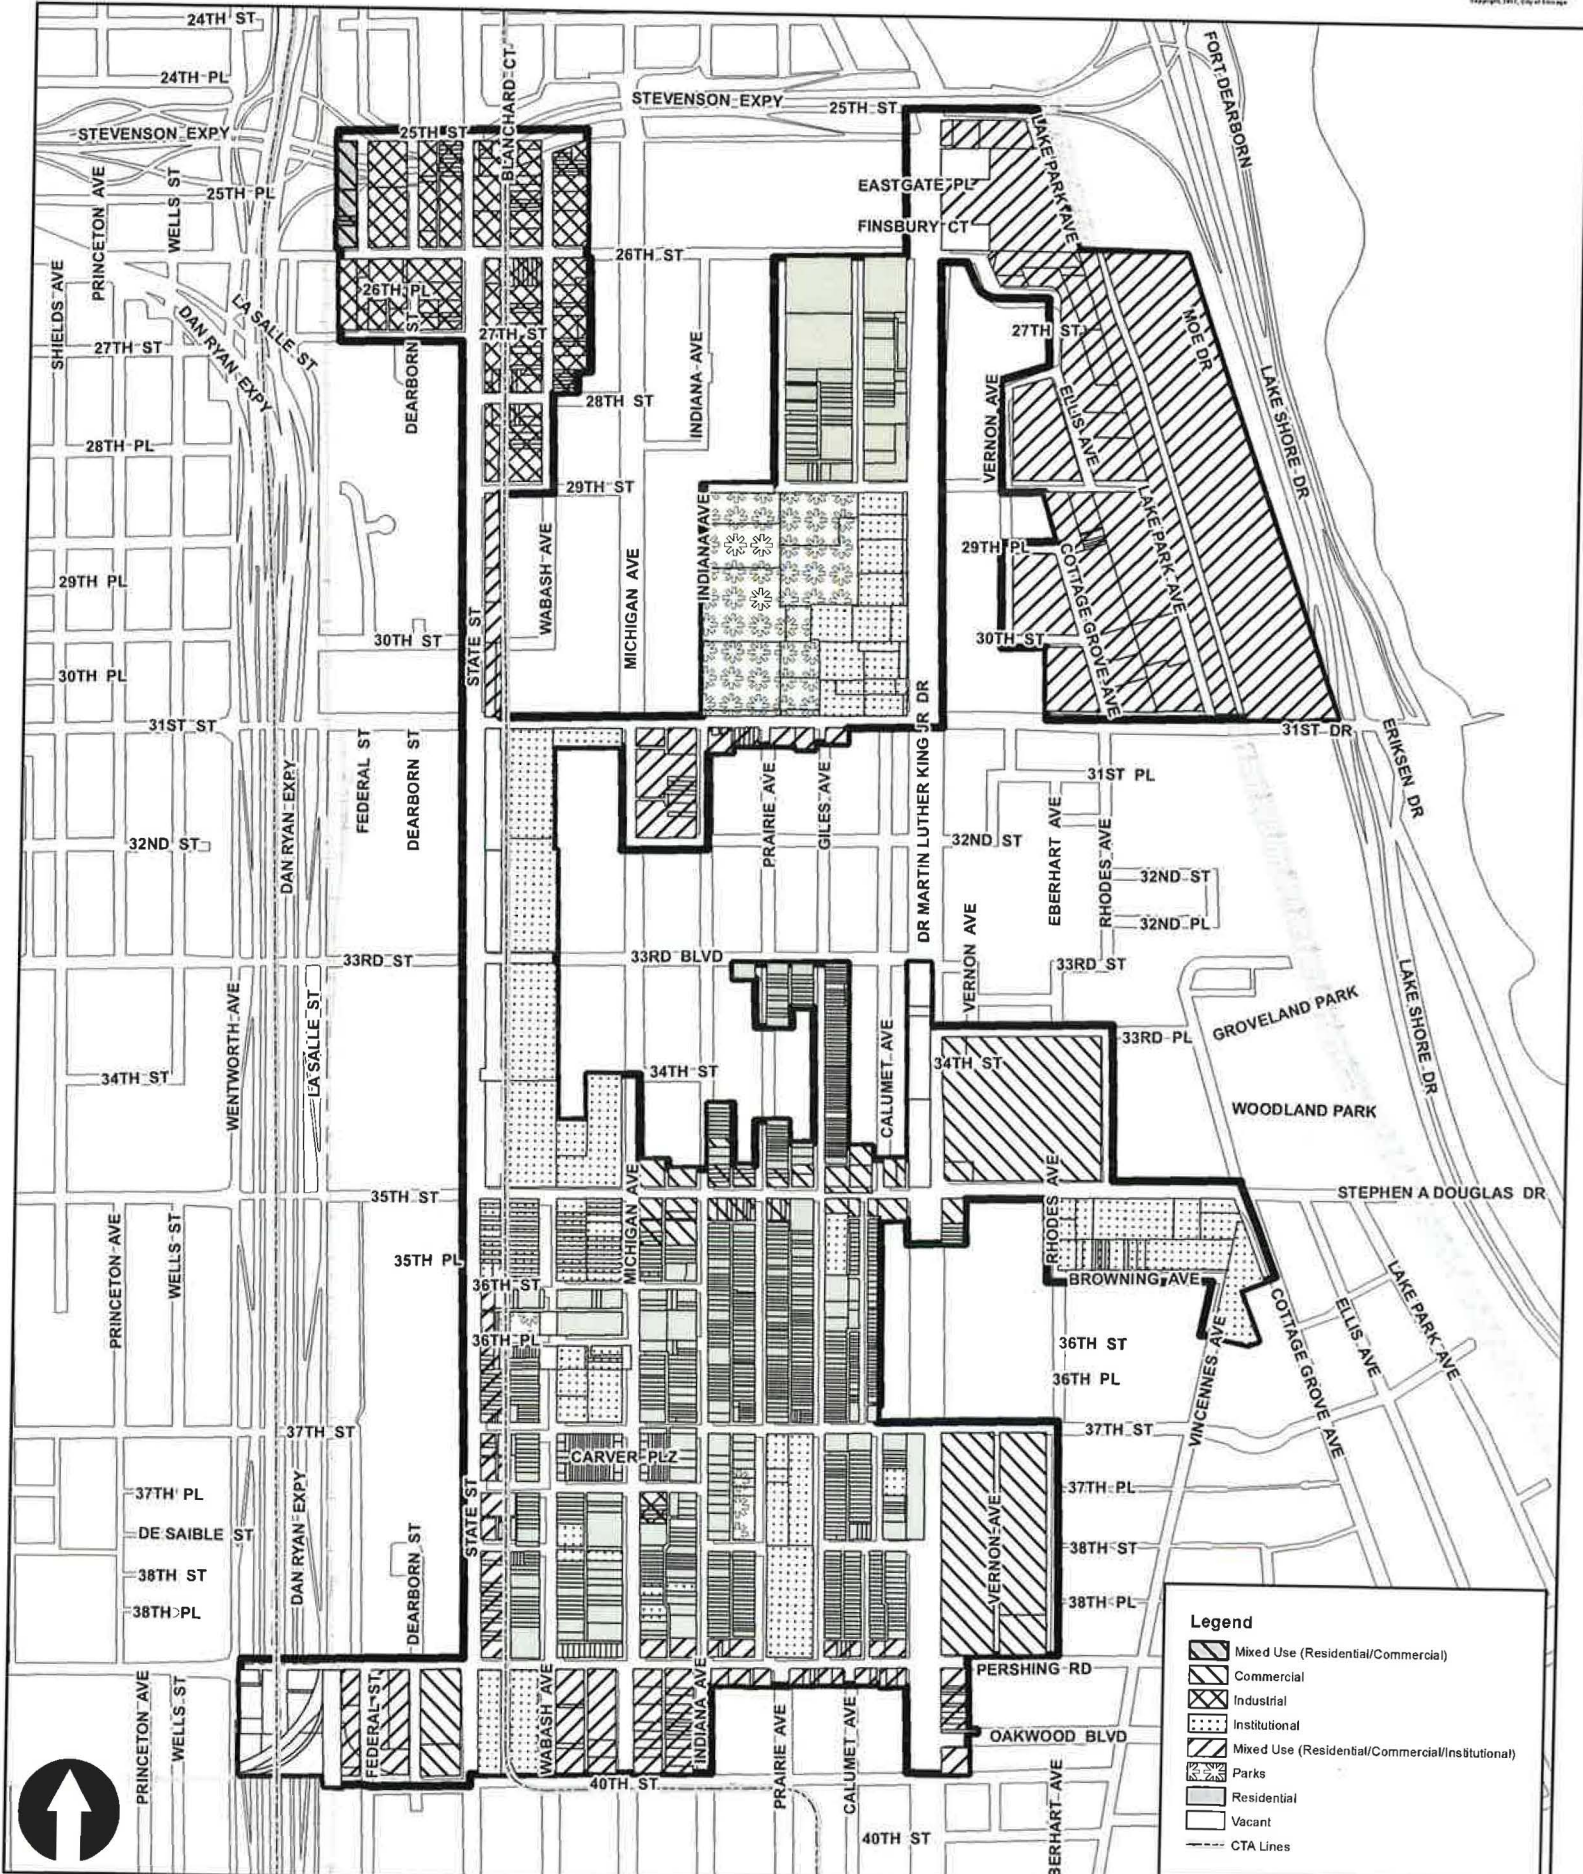 Copyright, 2017, City of Chicago
24TH ST
24TH PL
STEVENSON EXPY
25TH ST
BLANCHARD CT
STEVENSON EXPY
25TH ST
FORT DEARBORN
PRINCETON AVE
WELLS ST
25TH PL
EASTGATE PL
LAKE PARK AVE
FINSBURY CT
26TH ST
SHIELDS AVE
26TH PL
LA SALLE ST
DAN RYAN EXPY
27TH ST
27TH ST
27TH ST
MOE DR
DEARBORN ST
INDIANA AVE
28TH ST
VERNON AVE
ELLIS AVE
LAKE SHORE DR
28TH PL
29TH ST
INDIANA AVE
LAKE PARK AVE
WABASH AVE
MICHIGAN AVE
29TH PL
29TH PL
COTTAGE GROVE AVE
30TH ST
30TH ST
STATE ST
30TH PL
31ST ST
31ST DR
FEDERAL ST
DEARBORN ST
DAN RYAN EXPY
PRAIRIE AVE
GILES AVE
DR MARTIN LUTHER KING JR DR
31ST PL
ERIKSEN DR
32ND ST
32ND ST
EBERHART AVE
RHODES AVE
32ND ST
32ND PL
33RD ST
33RD BLVD
VERNON AVE
33RD ST
LAKE SHORE DR
WENTWORTH AVE
LA SALLE ST
GROVELAND PARK
33RD PL
34TH ST
34TH ST
CALUMET AVE
34TH ST
WOODLAND PARK
35TH ST
MICHIGAN AVE
RHODES AVE
STEPHEN A DOUGLAS DR
PRINCETON AVE
WELLS ST
35TH PL
36TH ST
BROWNING AVE
36TH PL
36TH ST
36TH PL
VINCENNES AVE
COTTAGE GROVE AVE
ELLIS AVE
LAKE PARK AVE
37TH ST
37TH ST
CARVER PLZ
37TH PL
37TH PL
DE SAIBLE ST
STATE ST
DAN RYAN EXPY
DEARBORN ST
VERNON AVE
38TH ST
38TH ST
38TH PL
38TH PL
PERSHING RD
PRINCETON AVE
WELLS ST
FEDERAL ST
WABASH AVE
INDIANA AVE
PRAIRIE AVE
CALUMET AVE
OAKWOOD BLVD
40TH ST
40TH ST
EBERHART AVE
Legend
Mixed Use (Residential/Commercial)
Commercial
Industrial
Institutional
Mixed Use (Residential/Commercial/Institutional)
Parks
Residential
Vacant
CTA Lines